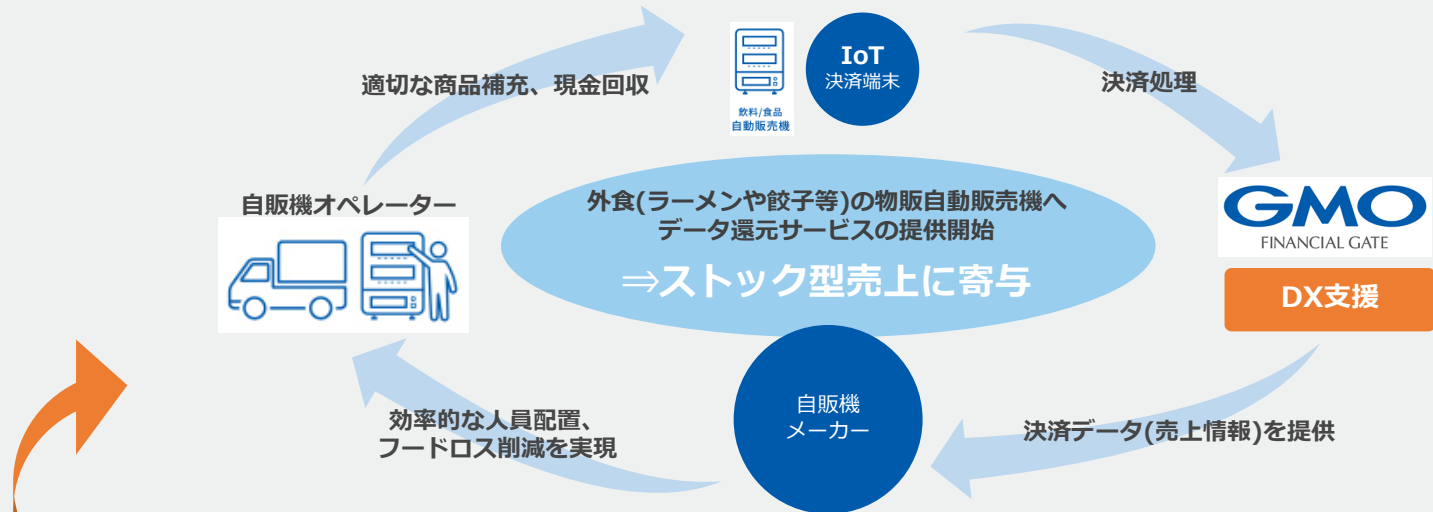 IoT
決済端末
飲料/食品
自動販売機
適切な商品補充、現金回収
決済処理
自販機オペレーター
外食(ラーメンや餃子等)の物販自動販売機へ
データ還元サービスの提供開始
⇒ストック型売上に寄与
GMO
FINANCIAL GATE
DX支援
自販機
メーカー
効率的な人員配置、
フードロス削減を実現
決済データ(売上情報)を提供